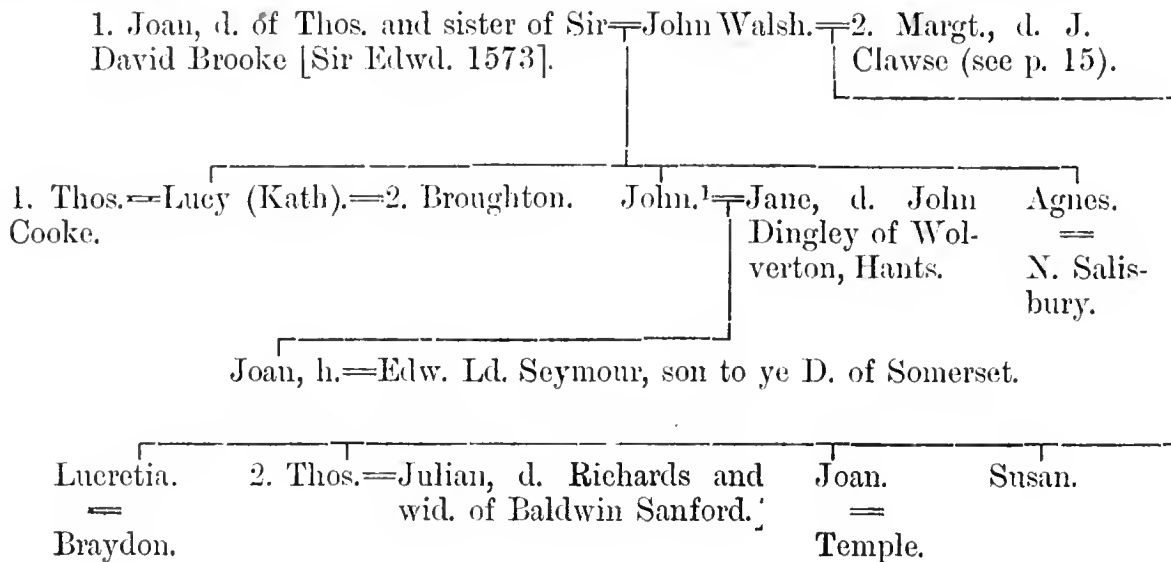 1. Joan, d. of Thos. and sister of Sir=John Walsh.=2. Margt., d. J.
David Brooke [Sir Edwd. 1573]. Clawse (see p. 15).
1. Thos.=Lucy (Kath).=2. Broughton. John.¹=Jane, d. John Agnes.
Cooke. Dingley of Wol- =
verton, Hants. N. Salis-
bury.
Joan, h.=Edw. Ld. Seymour, son to ye D. of Somerset.
Lucretia. 2. Thos.=Julian, d. Richards and Joan. Susan.
= wid. of Baldwin Sanford. =
Braydon. Temple.